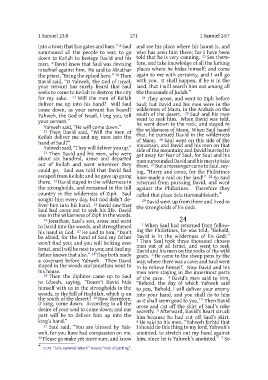 1 Samuel 23:8
271
1 Samuel 24:7
into a town that has gates and bars." 8 Saul
summoned all the people to war, to go
down to Keilah to besiege David and his
men. 9 David knew that Saul was devising
mischief against him. He said to Abiathar
the priest, "Bring the ephod here." 10 Then
David said, "O Yahweh, the God of Israel,
your servant has surely heard that Saul
seeks to come to Keilah to destroy the city
for my sake. 11 Will the men of Keilah
deliver me up into his hand? Will Saul
come down, as your servant has heard?
Yahweh, the God of Israel, I beg you, tell
your servant."
Yahweh said, "He will come down."
12 Then David said, "Will the men of
Keilah deliver me and my men into the
hand of Saul?"
Yahweh said, "They will deliver you up."
13 Then David and his men, who were
about six hundred, arose and departed
out of Keilah and went wherever they
could go. Saul was told that David had
escaped from Keilah; and he gave up going
there. 14 David stayed in the wilderness in
the strongholds, and remained in the hill
country in the wilderness of Ziph. Saul
sought him every day, but God didn't de-
liver him into his hand. 15 David saw that
Saul had come out to seek his life. David
was in the wilderness of Ziph in the woods.
16 Jonathan, Saul's son, arose and went
to David into the woods, and strengthened
his hand in God. 17 He said to him, "Don't
be afraid, for the hand of Saul my father
won't find you; and you will be king over
Israel, and I will be next to you; and Saul my
father knows that also." 18 They both made
a covenant before Yahweh. Then David
stayed in the woods and Jonathan went to
his house.
19 Then the Ziphites came up to Saul
to Gibeah, saying, "Doesn't David hide
himself with us in the strongholds in the
woods, in the hill of Hachilah, which is on
the south of the desert? 20 Now therefore,
O king, come down. According to all the
desire of your soul to come down; and our
part will be to deliver him up into the
king's hand."
21 Saul said, "You are blessed by Yah-
weh, for you have had compassion on me.
22 Please go make yet more sure, and know
and see his place where his haunt is, and
who has seen him there; for I have been
told that he is very cunning. 23 See there-
fore, and take knowledge of all the lurking
places where he hides himself; and come
again to me with certainty, and I will go
with you. It shall happen, if he is in the
land, that I will search him out among all
the thousands of Judah."
24 They arose, and went to Ziph before
Saul; but David and his men were in the
wilderness of Maon, in the Arabah on the
south of the desert. 25 Saul and his men
went to seek him. When David was told,
he went down to the rock, and stayed in
the wilderness of Maon. When Saul heard
that, he pursued David in the wilderness
of Maon. 26 Saul went on this side of the
mountain, and David and his men on that
side of the mountain; and David hurried to
get away for fear of Saul, for Saul and his
men surrounded David and his men to take
them. 27 But a messenger came to Saul, say-
ing, "Hurry and come, for the Philistines
have made a raid on the land!" 28 So Saul
returned from pursuing David, and went
against the Philistines. Therefore they
called that place Sela Hammahlekoth.*
29 David went up from there and lived in
the strongholds of En Gedi.
24
1 When Saul had returned from follow-
ing the Philistines, he was told, "Behold,
David is in the wilderness of En Gedi."
2 Then Saul took three thousand chosen
men out of all Israel, and went to seek
David and his men on the rocks of the wild
goats. 3 He came to the sheep pens by the
way, where there was a cave; and Saul went
in to relieve himself. Now David and his
men were staying in the innermost parts
of the cave. 4 David's men said to him,
"Behold, the day of which Yahweh said
to you, 'Behold, I will deliver your enemy
into your hand, and you shall do to him
as it shall seem good to you.'" Then David
arose and cut off the skirt of Saul's robe
secretly. 5 Afterward, David's heart struck
him because he had cut off Saul's skirt.
6 He said to his men, "Yahweh forbid that
I should do this thing to my lord, Yahweh's
anointed, to stretch out my hand against
him, since he is Yahweh's anointed." 7 So